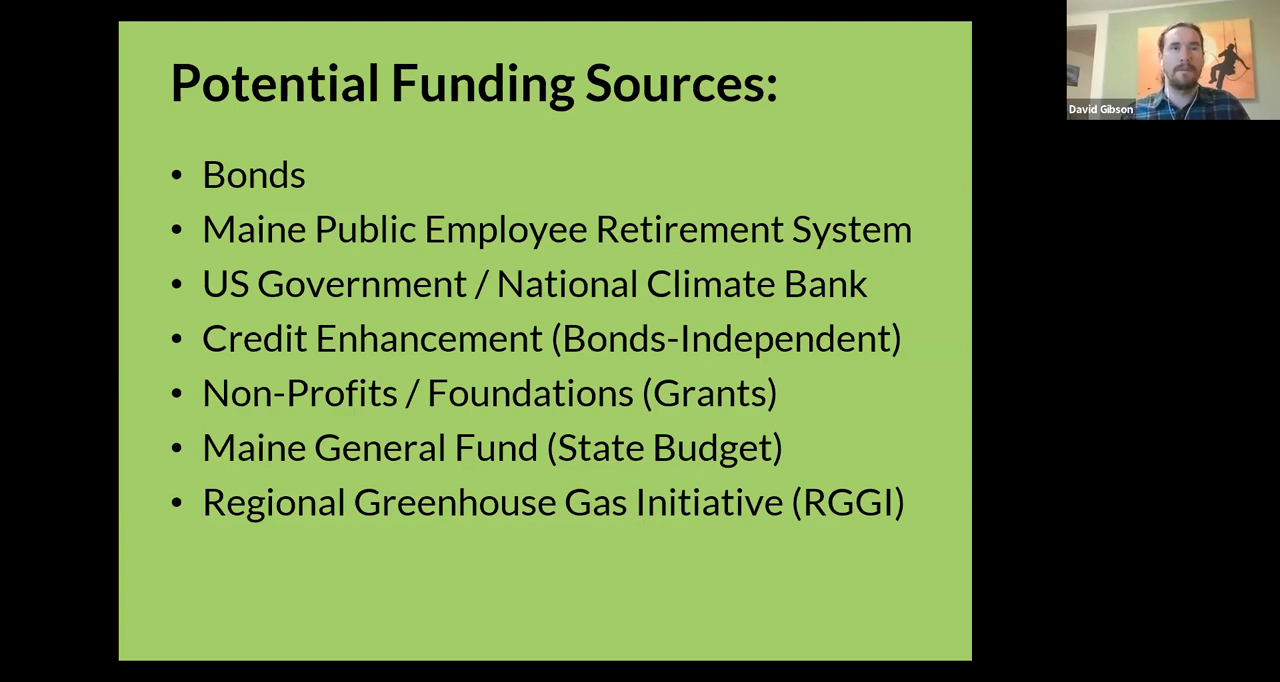 Potential Funding Sources:
• Bonds
• Maine Public Employee Retirement System
• US Government / National Climate Bank
• Credit Enhancement (Bonds-Independent)
• Non-Profits / Foundations (Grants)
• Maine General Fund (State Budget)
• Regional Greenhouse Gas Initiative (RGGI)
David Gibson